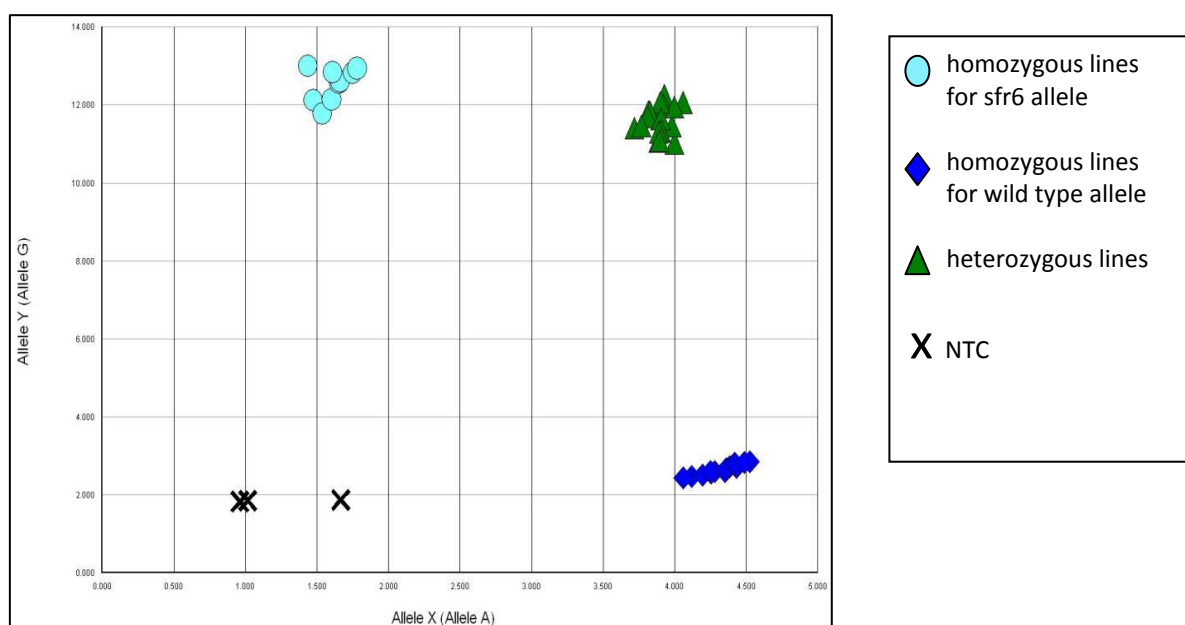 14.000
12.000
10.000
8.000
6.000
4.000
2.000
0.000
Allele Y (Allele G)
0.000 0.500 1.000 1.500 2.000 2.500 3.000 3.500 4.000 4.500 5.000
Allele X (Allele A)
homozygous lines
for sfr6 allele
homozygous lines
for wild type allele
heterozygous lines
NTC